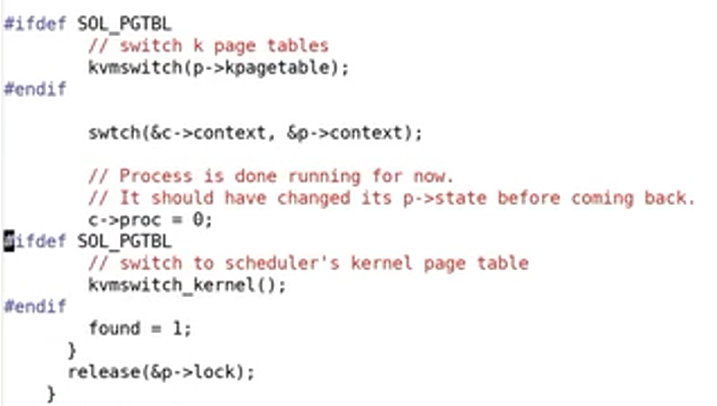 #ifdef SOL_PGTBL
        // switch k page tables
        kvmswitch(p->kpagetable);
#endif

        swtch(&c->context, &p->context);

        // Process is done running for now.
        // It should have changed its p->state before coming back.
        c->proc = 0;
#ifdef SOL_PGTBL
        // switch to scheduler's kernel page table
        kvmswitch_kernel();
#endif
        found = 1;
      }
      release(&p->lock);
    }